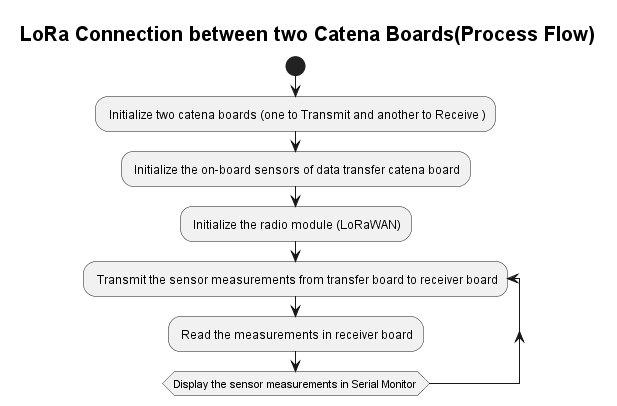 LoRa Connection between two Catena Boards(Process Flow)
Initialize two catena boards (one to Transmit and another to Receive )
Initialize the on-board sensors of data transfer catena board
Initialize the radio module (LoRaWAN)
Transmit the sensor measurements from transfer board to receiver board
Read the measurements in receiver board
Display the sensor measurements in Serial Monitor